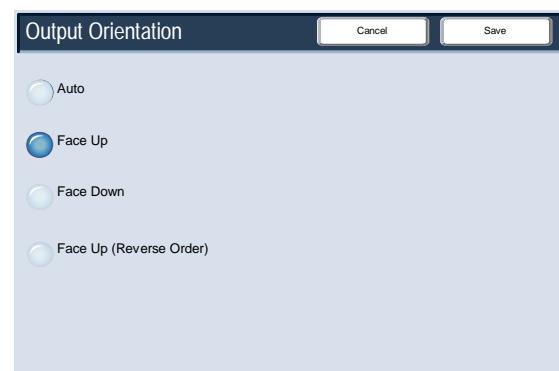 Output Orientation
Cancel
Save
Auto
Face Up
Face Down
Face Up (Reverse Order)